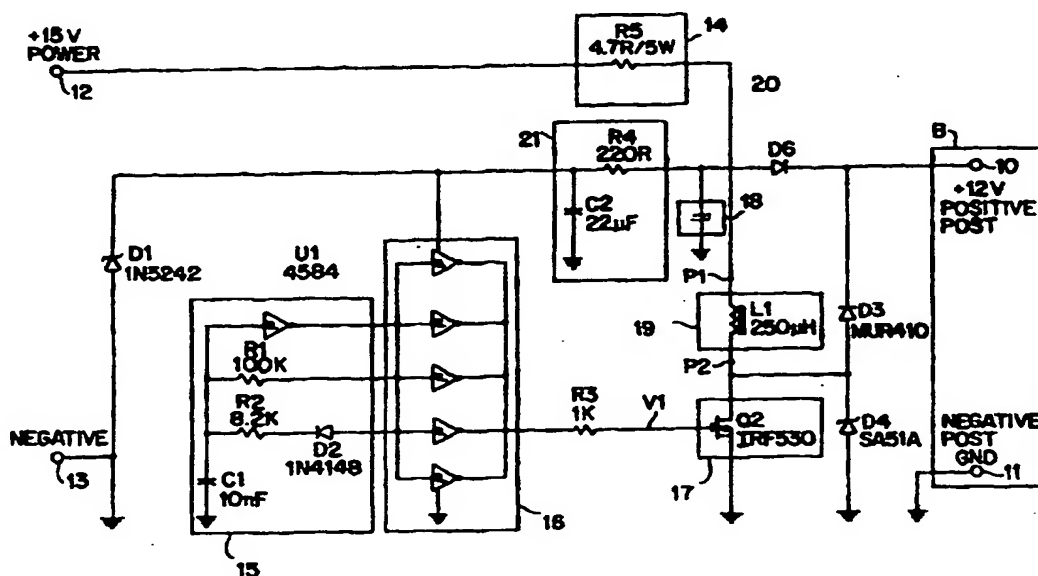 +15V
POWER
12
R5
4.7R/5W
14
20
21
R4
220R
C2
22µF
18
D6
B
10
+12V
POSITIVE
POST
D1
1N5242
U1
4584
P1
L1
250µH
19
P2
D3
MUR410
R1
100K
R2
8.2K
D2
1N4148
C1
10nF
R3
1K
V1
Q2
IRF530
17
D4
SA51A
NEGATIVE
POST
GND
11
NEGATIVE
13
15
16